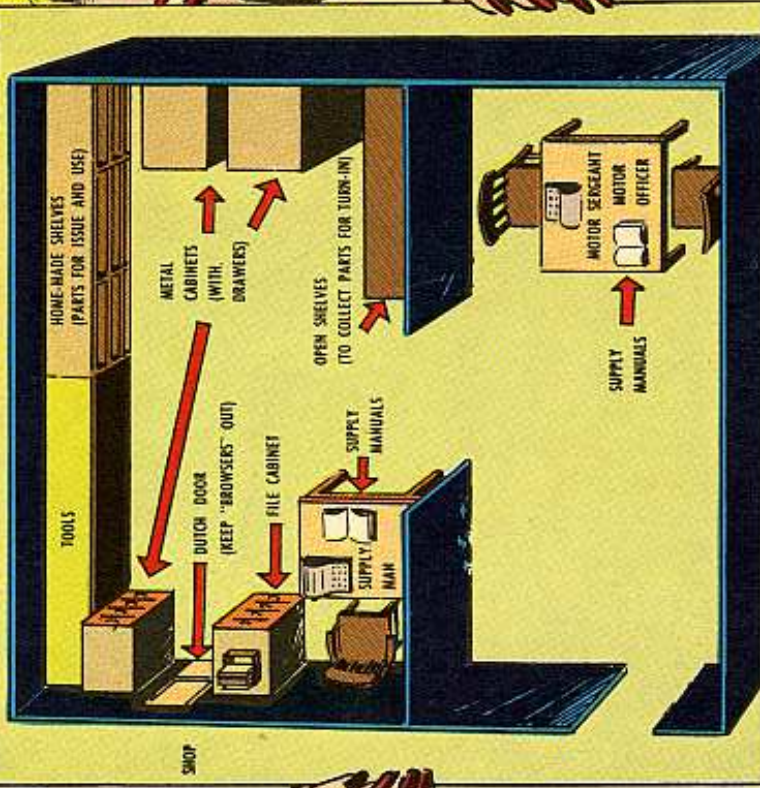 SHOP
TOOLS
HOME-MADE SHELVES
(PARTS FOR ISSUE AND USE)
METAL
CABINETS
(WITH
DRAWERS)
DUTCH DOOR
(KEEP "BROWSERS" OUT)
FILE CABINET
OPEN SHELVES
(TO COLLECT PARTS FOR TURN-IN)
SUPPLY
MANUALS
SUPPLY
MAN
MOTOR SERGEANT
MOTOR
OFFICER
SUPPLY
MANUALS